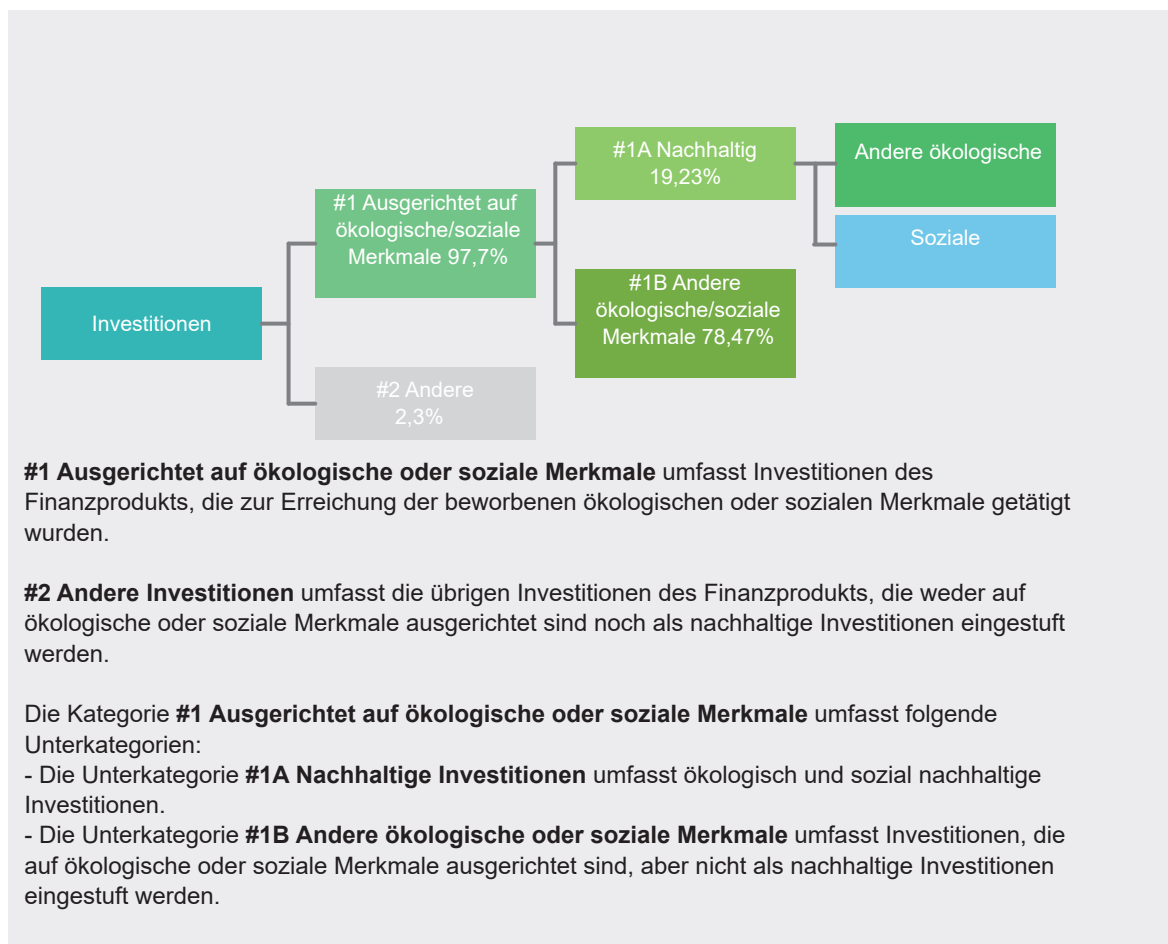 Investitionen
#1 Ausgerichtet auf
ökologische/soziale
Merkmale 97,7%
#2 Andere
2,3%
#1A Nachhaltig
19,23%
#1B Andere
ökologische/soziale
Merkmale 78,47%
Andere ökologische
Soziale
#1 Ausgerichtet auf ökologische oder soziale Merkmale umfasst Investitionen des
Finanzprodukts, die zur Erreichung der beworbenen ökologischen oder sozialen Merkmale getätigt
wurden.
#2 Andere Investitionen umfasst die übrigen Investitionen des Finanzprodukts, die weder auf
ökologische oder soziale Merkmale ausgerichtet sind noch als nachhaltige Investitionen eingestuft
werden.
Die Kategorie #1 Ausgerichtet auf ökologische oder soziale Merkmale umfasst folgende
Unterkategorien:
- Die Unterkategorie #1A Nachhaltige Investitionen umfasst ökologisch und sozial nachhaltige
Investitionen.
- Die Unterkategorie #1B Andere ökologische oder soziale Merkmale umfasst Investitionen, die
auf ökologische oder soziale Merkmale ausgerichtet sind, aber nicht als nachhaltige Investitionen
eingestuft werden.